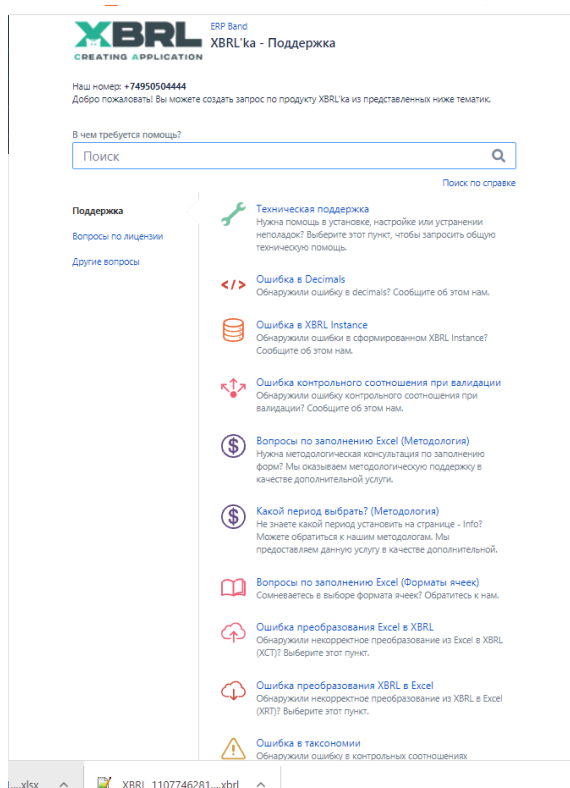 XBRL
CREATING APPLICATION
ERP Band
XBRL'ka - Поддержка
Наш номер: +74950504444
Добро пожаловать! Вы можете создать запрос по продукту XBRL'ka из представленных ниже тематик.
В чем требуется помощь?
Поиск
Поиск по справке
Поддержка
Вопросы по лицензии
Другие вопросы
Техническая поддержка
Нужна помощь в установке, настройке или устранении
неполадок? Выберите этот пункт, чтобы запросить общую
техническую помощь.
</>
Ошибка в Decimals
Обнаружили ошибку в decimals? Сообщите об этом нам.
Ошибка в XBRL Instance
Обнаружили ошибки в сформированном XBRL Instance?
Сообщите об этом нам.
Ошибка контрольного соотношения при валидации
Обнаружили ошибку контрольного соотношения при
валидации? Сообщите об этом нам.
$
Вопросы по заполнению Excel (Методология)
Нужна методологическая консультация по заполнению
форм? Мы оказываем методологическую поддержку в
качестве дополнительной услуги.
$
Какой период выбрать? (Методология)
Не знаете какой период установить на странице - Info?
Можете обратиться к нашим методологам. Мы
предоставляем данную услугу в качестве дополнительной.
Вопросы по заполнению Excel (Форматы ячеек)
Сомневаетесь в выборе формата ячеек? Обратитесь к нам.
Ошибка преобразования Excel в XBRL
Обнаружили некорректное преобразование из Excel в XBRL
(XCT)? Выберите этот пункт.
Ошибка преобразования XBRL в Excel
Обнаружили некорректное преобразование из XBRL в Excel
(XRT)? Выберите этот пункт.
Ошибка в таксономии
Обнаружили ошибку в контрольных соотношениях
....xlsx
XBRL_1107746281....xbrl